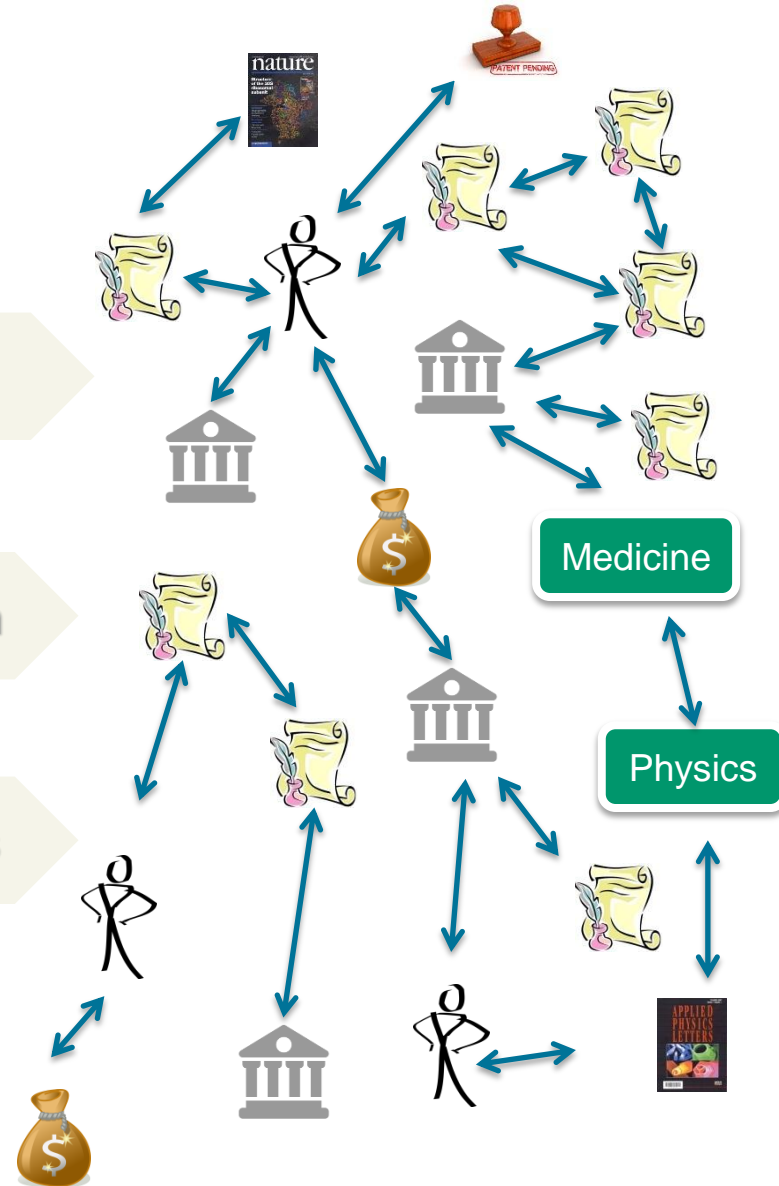 nature
PATENT PENDING
Medicine
Physics
APPLIED
PHYSICS
LETTERS